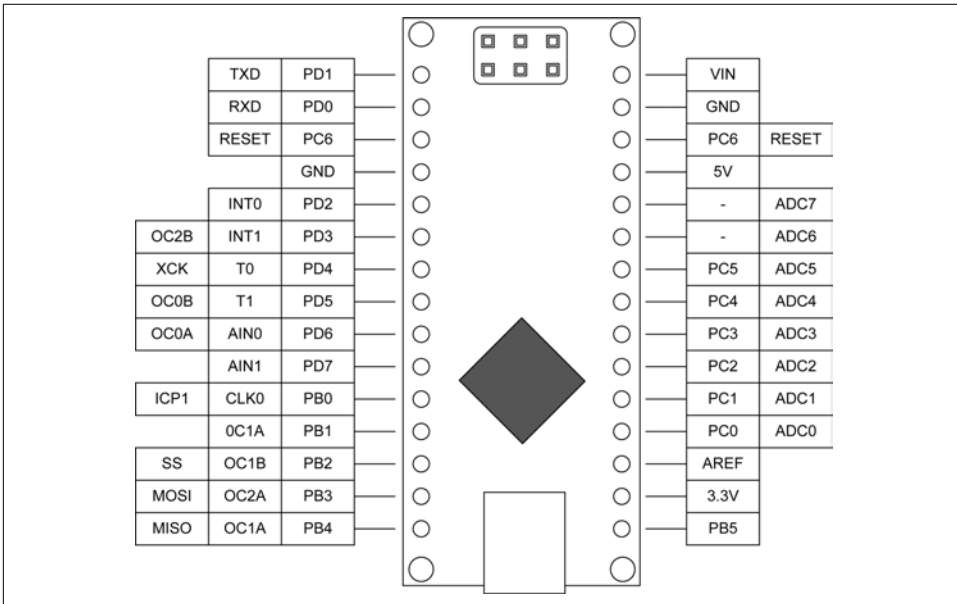 TXD PD1 VIN
RXD PD0 GND
RESET PC6 PC6 RESET
GND 5V
INT0 PD2 - ADC7
OC2B INT1 PD3 - ADC6
XCK T0 PD4 PC5 ADC5
OC0B T1 PD5 PC4 ADC4
OC0A AIN0 PD6 PC3 ADC3
AIN1 PD7 PC2 ADC2
ICP1 CLK0 PB0 PC1 ADC1
0C1A PB1 PC0 ADC0
SS OC1B PB2 AREF
MOSI OC2A PB3 3.3V
MISO OC1A PB4 PB5